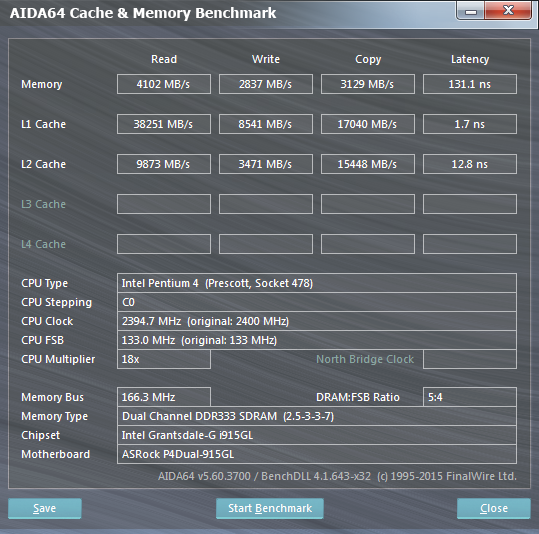 AIDA64 Cache & Memory Benchmark
Read Write Copy Latency
Memory 4102 MB/s 2837 MB/s 3129 MB/s 131.1 ns
L1 Cache 38251 MB/s 8541 MB/s 17040 MB/s 1.7 ns
L2 Cache 9873 MB/s 3471 MB/s 15448 MB/s 12.8 ns
L3 Cache
L4 Cache
CPU Type Intel Pentium 4 (Prescott, Socket 478)
CPU Stepping C0
CPU Clock 2394.7 MHz (original: 2400 MHz)
CPU FSB 133.0 MHz (original: 133 MHz)
CPU Multiplier 18x North Bridge Clock
Memory Bus 166.3 MHz DRAM:FSB Ratio 5:4
Memory Type Dual Channel DDR333 SDRAM (2.5-3-3-7)
Chipset Intel Grantsdale-G i915GL
Motherboard ASRock P4Dual-915GL
AIDA64 v5.60.3700 / BenchDLL 4.1.643-x32 (c) 1995-2015 FinalWire Ltd.
Save Start Benchmark Close